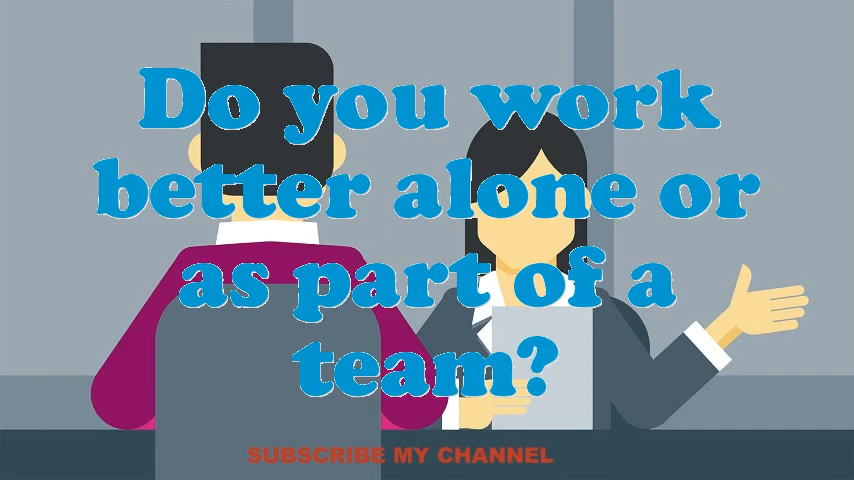 Do you work
better alone or
as part of a
team?
SUBSCRIBE MY CHANNEL